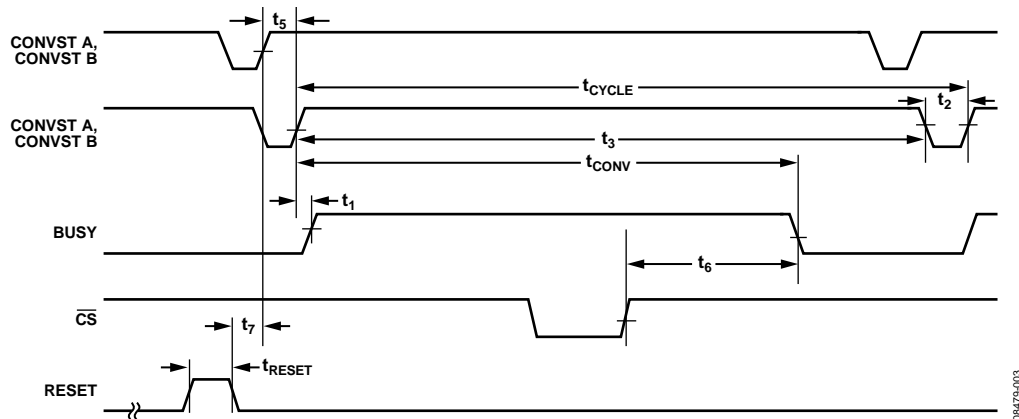 t5
CONVST A,
CONVST B
tCYCLE
t2
CONVST A,
CONVST B
t3
tCONV
t1
BUSY
t6
CS
t7
tRESET
RESET
08479-003